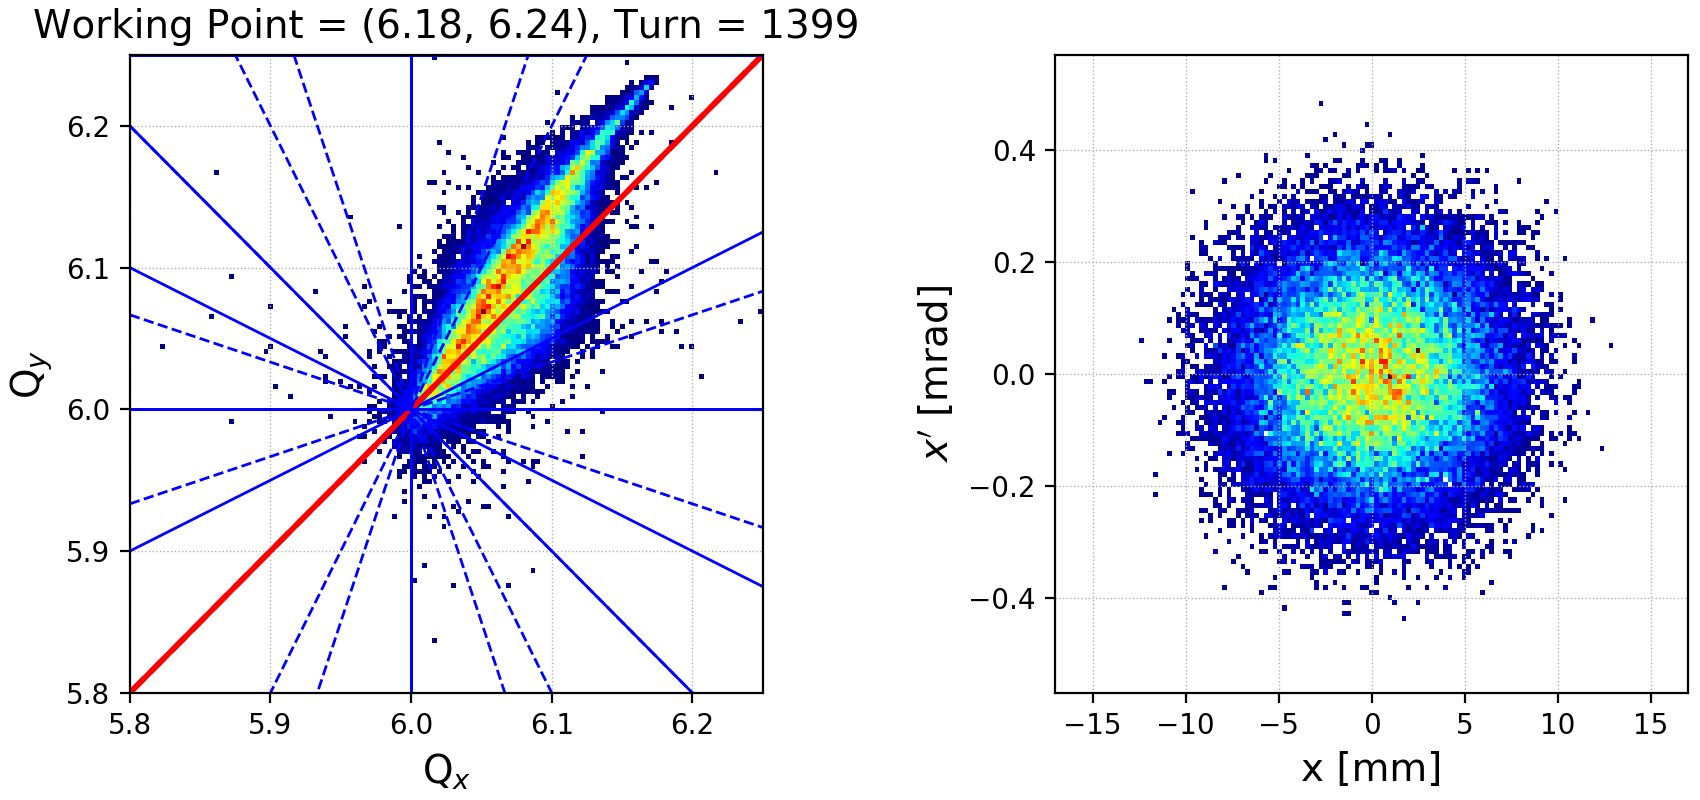 Working Point = (6.18, 6.24), Turn = 1399
6.2
6.1
6.0
5.9
5.8
Q_y
5.8 5.9 6.0 6.1 6.2
Q_x
0.4
0.2
0.0
−0.2
−0.4
x′ [mrad]
−15 −10 −5 0 5 10 15
x [mm]